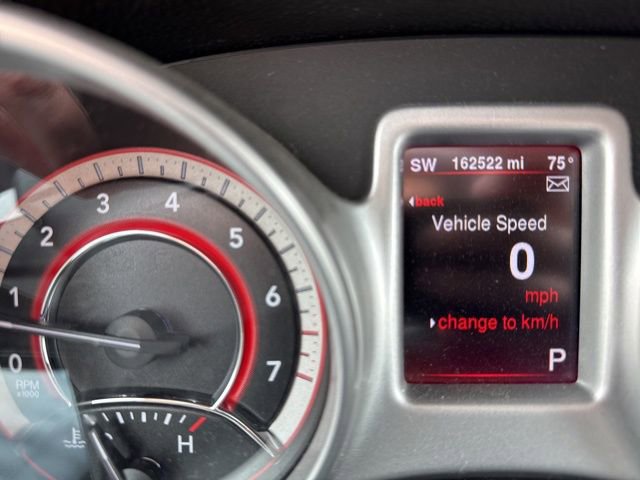 SW 162522 mi 75°
back
Vehicle Speed
0
mph
change to km/h
P
0
1
2
3
4
5
6
7
RPM
x1000
H